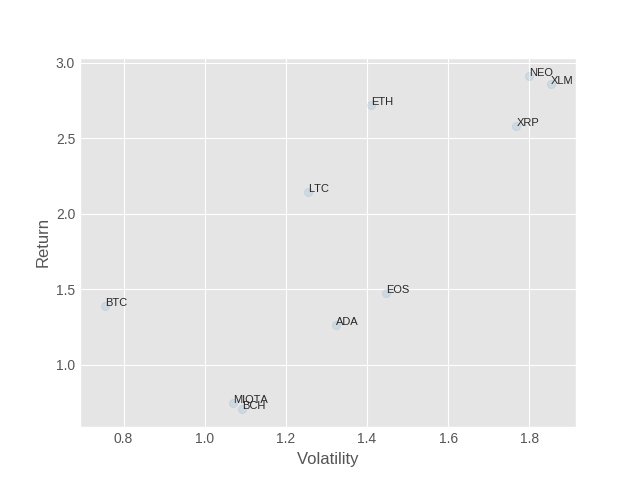 3.0
NEO
XLM
ETH
XRP
2.5
LTC
2.0
Return
EOS
1.5
BTC
ADA
1.0
MIOTA
BCH
0.8 1.0 1.2 1.4 1.6 1.8
Volatility